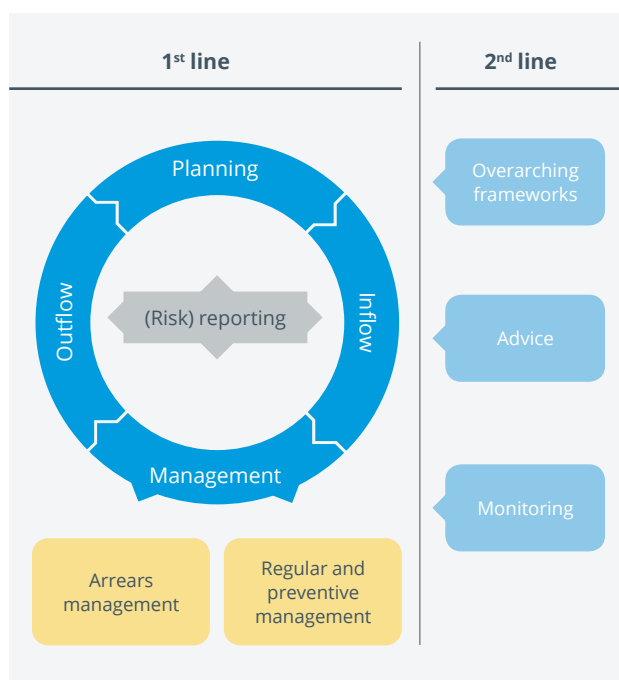 1st line
2nd line
Planning
Outflow
(Risk) reporting
Inflow
Management
Arrears
management
Regular and
preventive
management
Overarching
frameworks
Advice
Monitoring